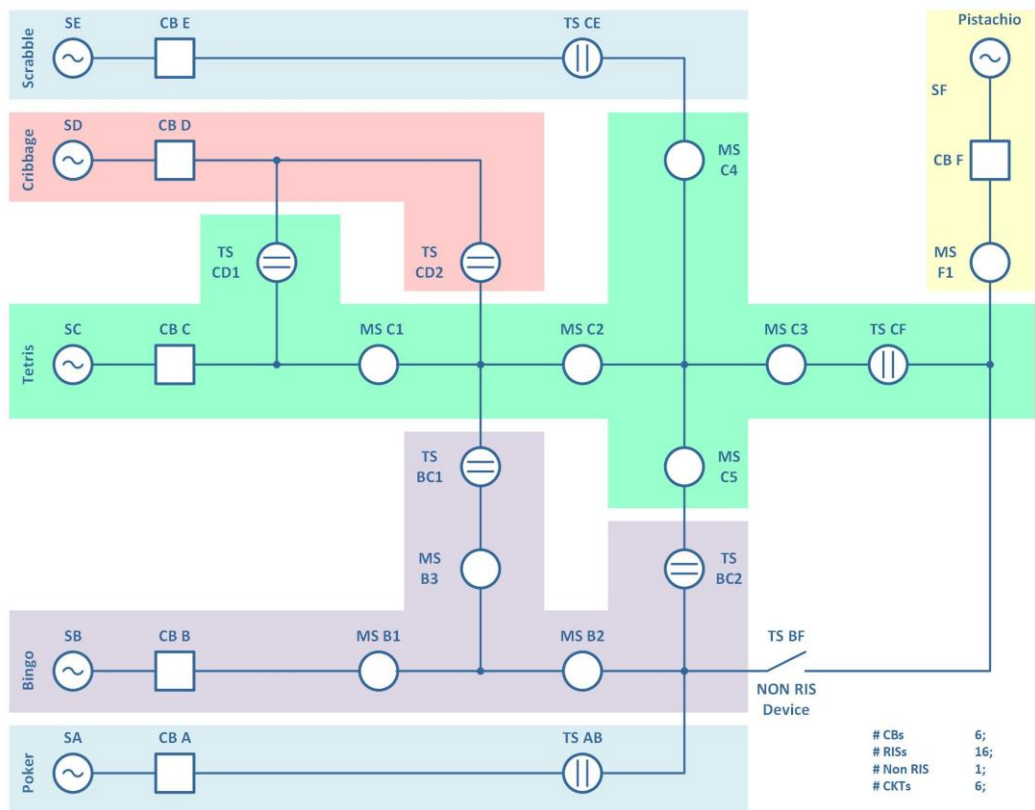 SE CB E TS CE Pistachio
Scrabble
SF
SD CB D
Cribbage
MS
C4
CB F
TS
CD1
TS
CD2
MS
F1
SC CB C MS C1 MS C2 MS C3 TS CF
Tetris
TS
BC1
MS
C5
MS
B3
TS
BC2
SB CB B MS B1 MS B2 TS BF
Bingo
NON RIS
Device
SA CB A TS AB
Poker
# CBs 6;
# RISs 16;
# Non RIS 1;
# CKTs 6;